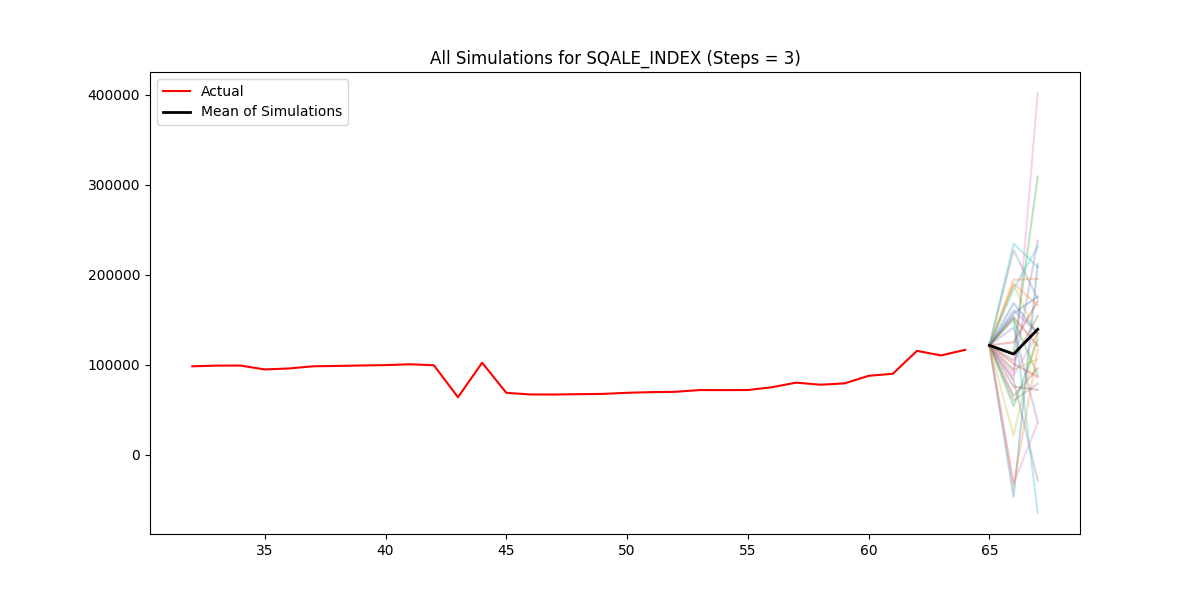 All Simulations for SQALE_INDEX (Steps = 3)
Actual
Mean of Simulations
400000
300000
200000
100000
0
35 40 45 50 55 60 65